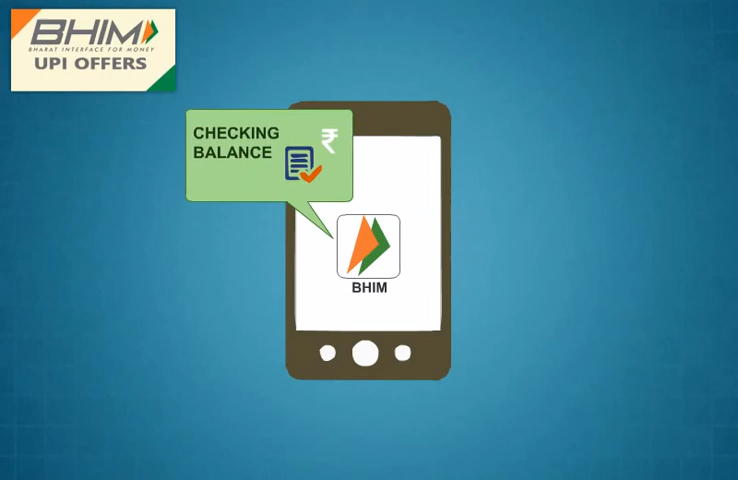 BHIM
BHARAT INTERFACE FOR MONEY
UPI OFFERS
CHECKING
BALANCE
₹
BHIM